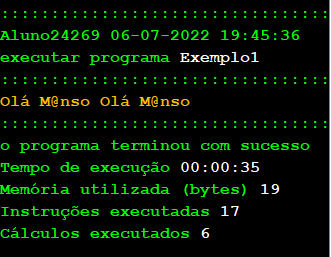 ::::::::::::::::::::::::::::::::
Aluno24269 06-07-2022 19:45:36
executar programa Exemplo1
::::::::::::::::::::::::::::::::
Olá M@nso Olá M@nso
::::::::::::::::::::::::::::::::
o programa terminou com sucesso
Tempo de execução 00:00:35
Memória utilizada (bytes) 19
Instruções executadas 17
Cálculos executados 6